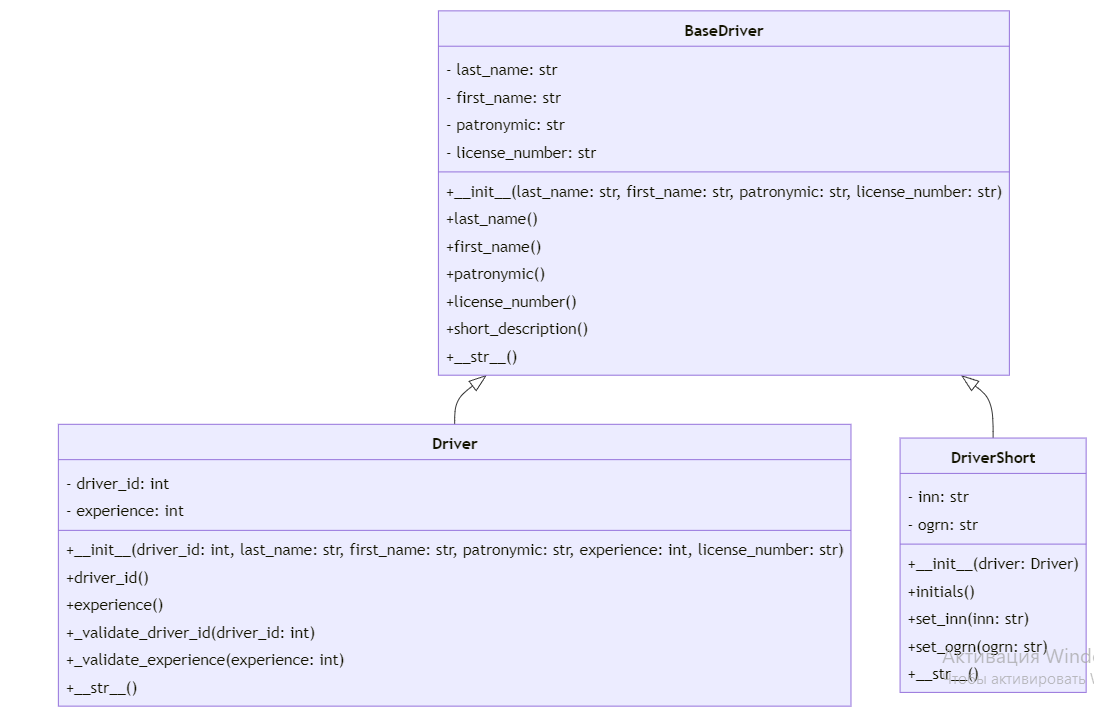 BaseDriver
- last_name: str
- first_name: str
- patronymic: str
- license_number: str
+__init__(last_name: str, first_name: str, patronymic: str, license_number: str)
+last_name()
+first_name()
+patronymic()
+license_number()
+short_description()
+__str__()
Driver
- driver_id: int
- experience: int
+__init__(driver_id: int, last_name: str, first_name: str, patronymic: str, experience: int, license_number: str)
+driver_id()
+experience()
+_validate_driver_id(driver_id: int)
+_validate_experience(experience: int)
+__str__()
DriverShort
- inn: str
- ogrn: str
+__init__(driver: Driver)
+initials()
+set_inn(inn: str)
+set_ogrn(ogrn: str)
+__str__()
Активация Windo
Чтобы активировать W